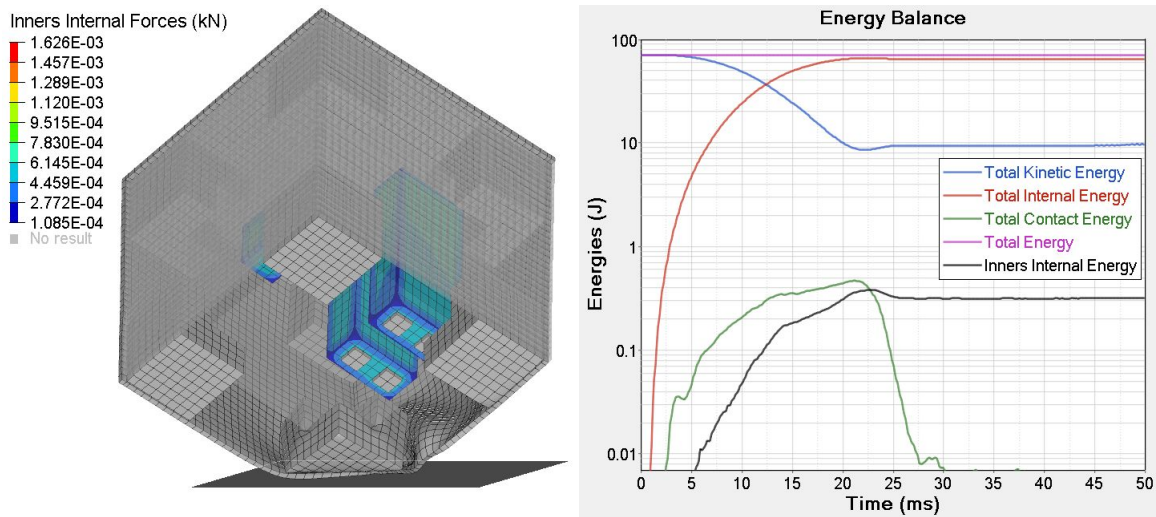 Inners Internal Forces (kN)
1.626E-03
1.457E-03
1.289E-03
1.120E-03
9.515E-04
7.830E-04
6.145E-04
4.459E-04
2.772E-04
1.085E-04
No result
Energy Balance
Energies (J)
100
10
1
0.1
0.01
Total Kinetic Energy
Total Internal Energy
Total Contact Energy
Total Energy
Inners Internal Energy
0 5 10 15 20 25 30 35 40 45 50
Time (ms)